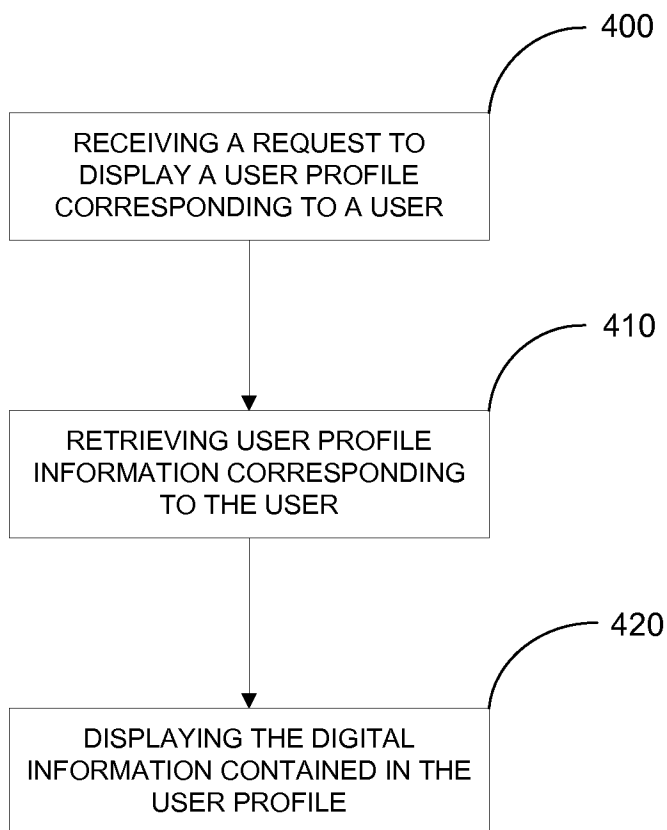 400
RECEIVING A REQUEST TO
DISPLAY A USER PROFILE
CORRESPONDING TO A USER
410
RETRIEVING USER PROFILE
INFORMATION CORRESPONDING
TO THE USER
420
DISPLAYING THE DIGITAL
INFORMATION CONTAINED IN THE
USER PROFILE